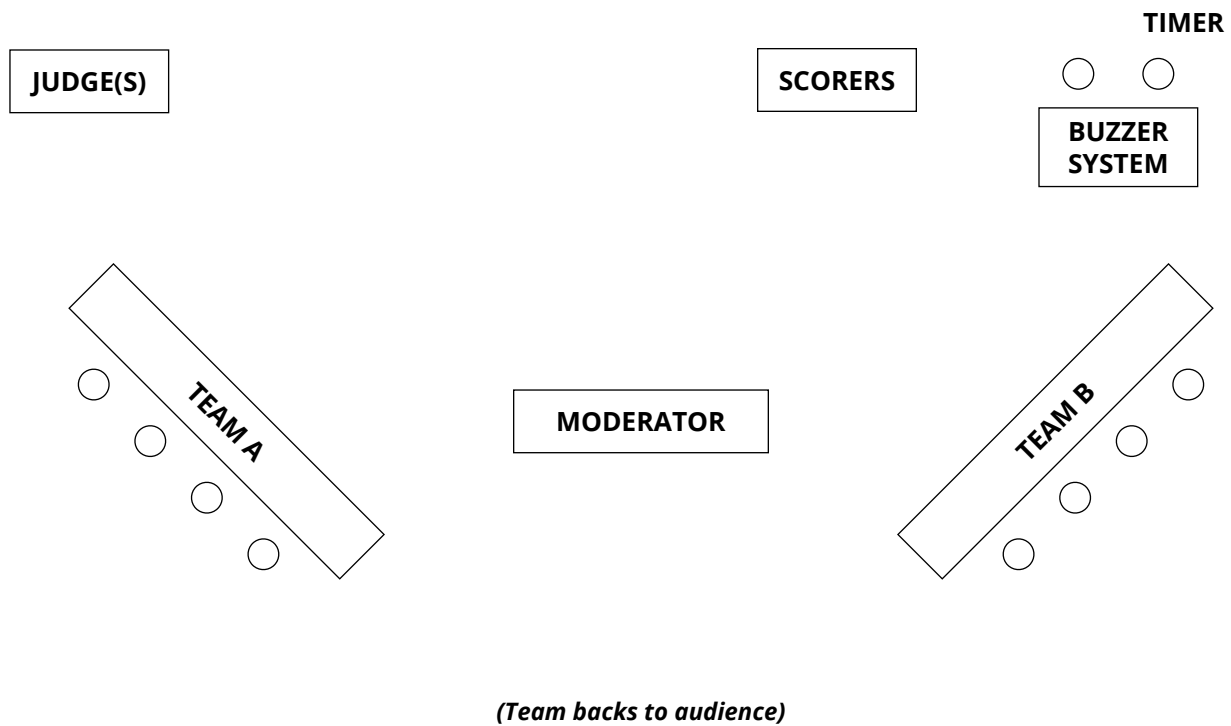 TIMER
JUDGE(S)
SCORERS
BUZZER
SYSTEM
TEAM A
MODERATOR
TEAM B
(Team backs to audience)